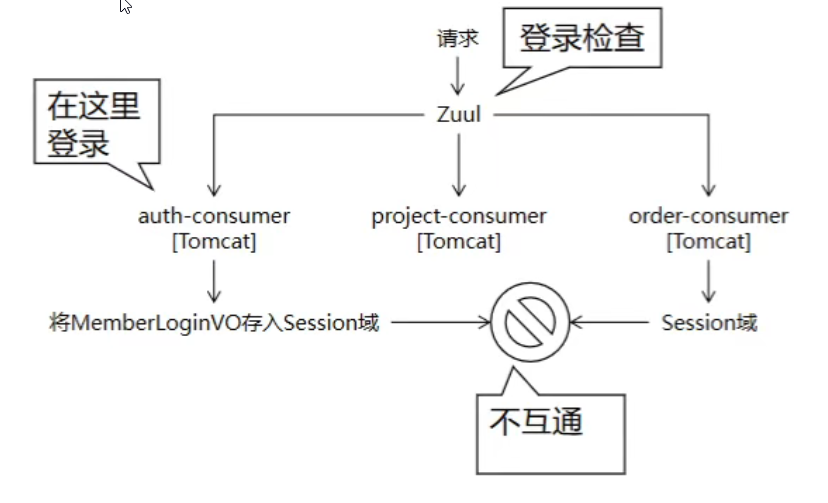 请求
登录检查
在这里
登录
Zuul
auth-consumer
[Tomcat]
project-consumer
[Tomcat]
order-consumer
[Tomcat]
将MemberLoginVO存入Session域
Session域
不互通